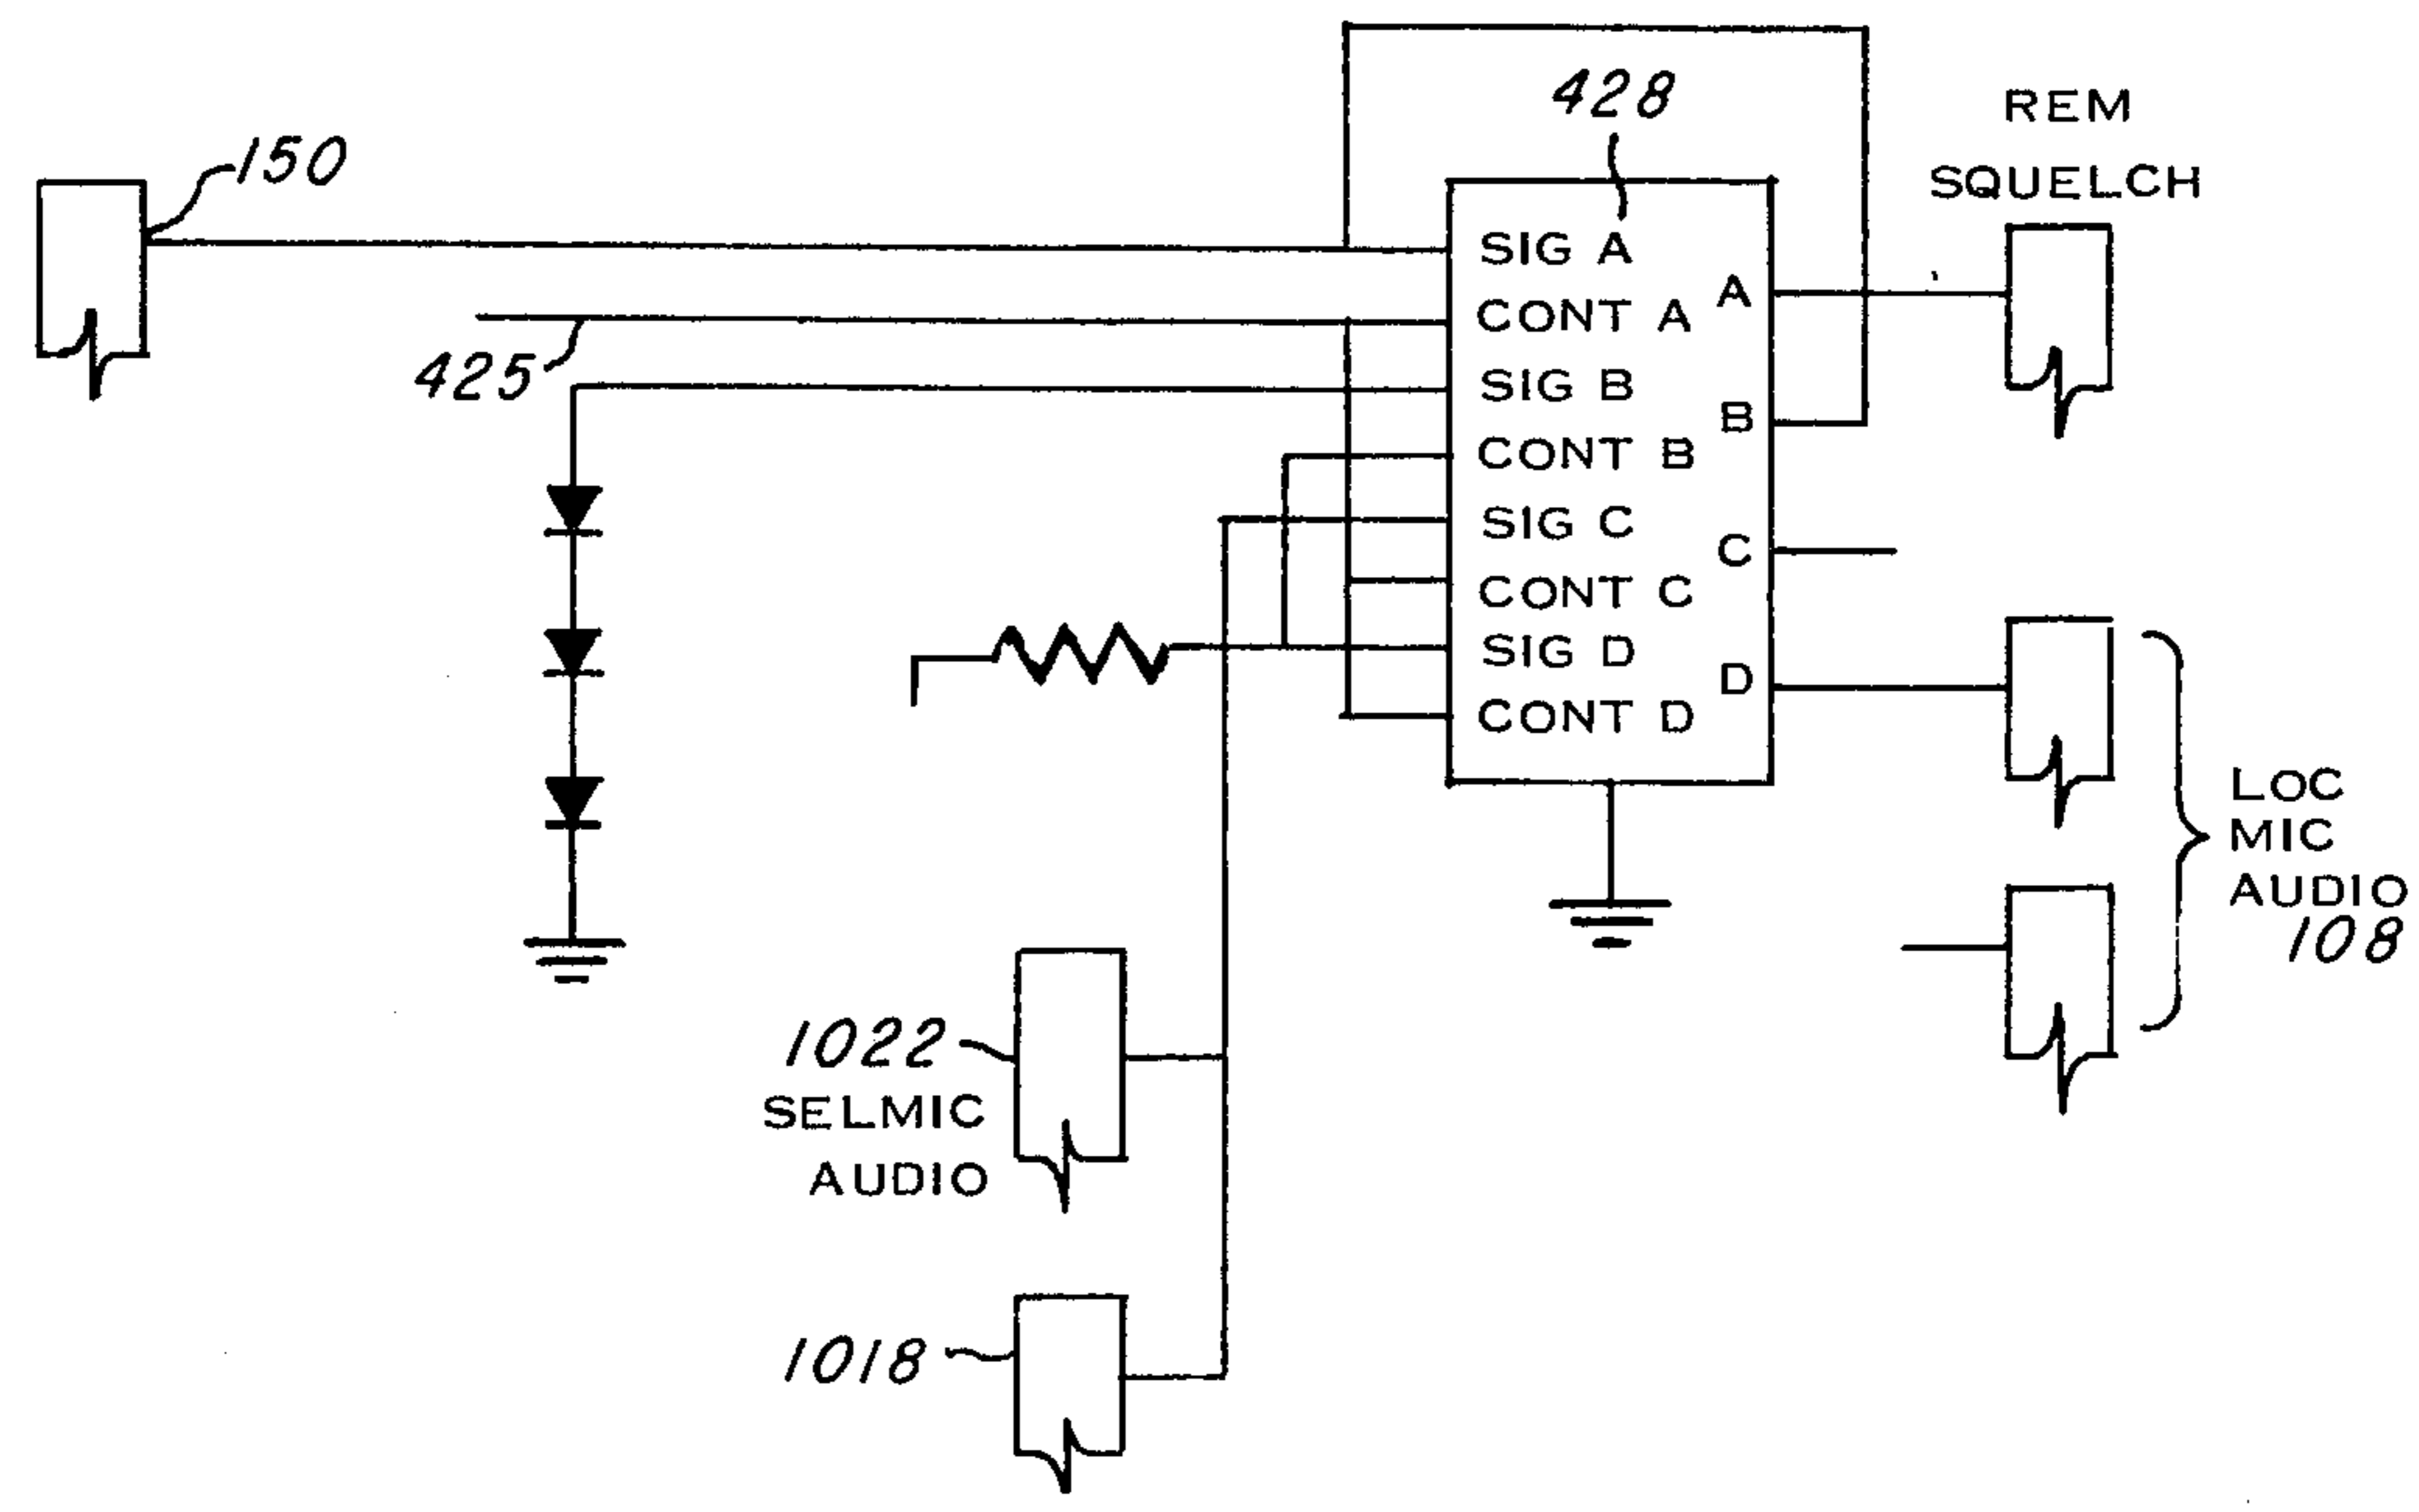 150
428
REM
SQUELCH
425
SIG A
CONT A
SIG B
CONT B
SIG C
CONT C
SIG D
CONT D
A
B
C
D
LOC
MIC
AUDIO
108
1022
SELMIC
AUDIO
1018